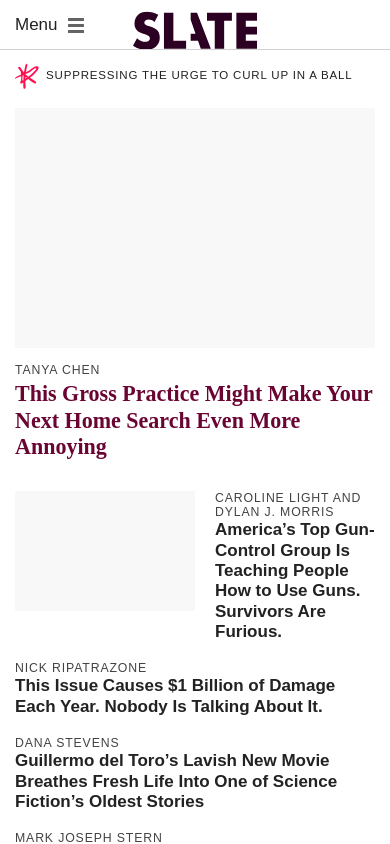 Menu
SLATE
SUPPRESSING THE URGE TO CURL UP IN A BALL
TANYA CHEN
This Gross Practice Might Make Your
Next Home Search Even More
Annoying
CAROLINE LIGHT AND
DYLAN J. MORRIS
America’s Top Gun-
Control Group Is
Teaching People
How to Use Guns.
Survivors Are
Furious.
NICK RIPATRAZONE
This Issue Causes $1 Billion of Damage
Each Year. Nobody Is Talking About It.
DANA STEVENS
Guillermo del Toro’s Lavish New Movie
Breathes Fresh Life Into One of Science
Fiction’s Oldest Stories
MARK JOSEPH STERN